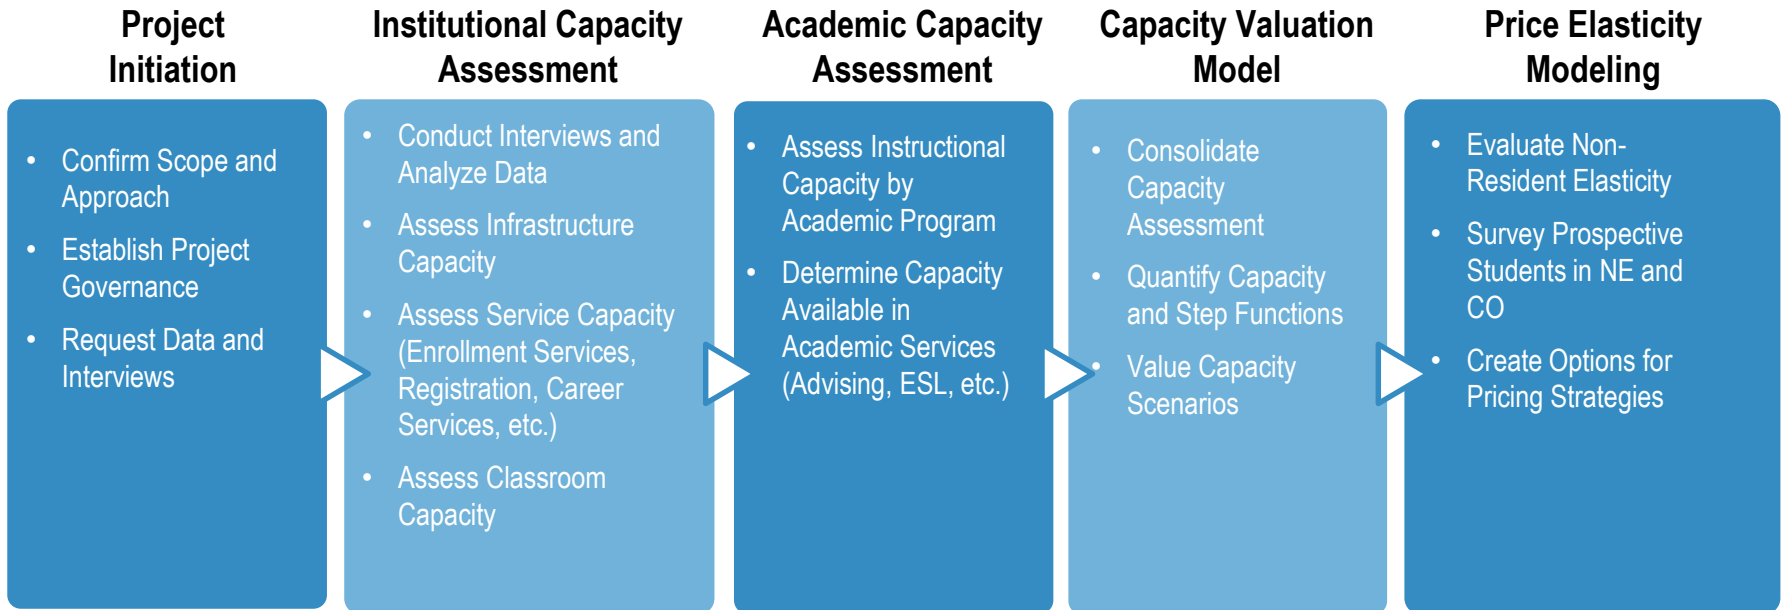 Project
Initiation
• Confirm Scope and
Approach
• Establish Project
Governance
• Request Data and
Interviews
Institutional Capacity
Assessment
• Conduct Interviews and
Analyze Data
• Assess Infrastructure
Capacity
• Assess Service Capacity
(Enrollment Services,
Registration, Career
Services, etc.)
• Assess Classroom
Capacity
Academic Capacity
Assessment
• Assess Instructional
Capacity by
Academic Program
• Determine Capacity
Available in
Academic Services
(Advising, ESL, etc.)
Capacity Valuation
Model
• Consolidate
Capacity
Assessment
• Quantify Capacity
and Step Functions
• Value Capacity
Scenarios
Price Elasticity
Modeling
• Evaluate Non-
Resident Elasticity
• Survey Prospective
Students in NE and
CO
• Create Options for
Pricing Strategies